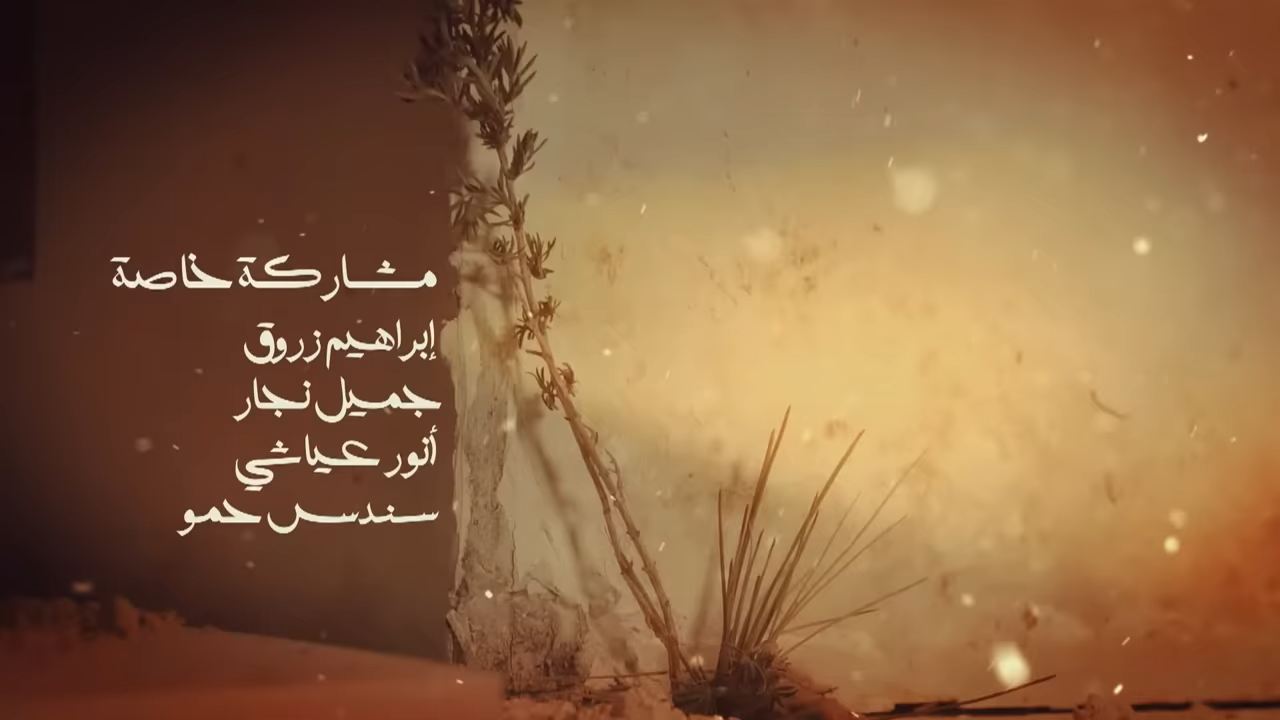 مشاركة خاصة
إبراهيم زروق
جميل نجار
أنور عياشي
سندس حمو